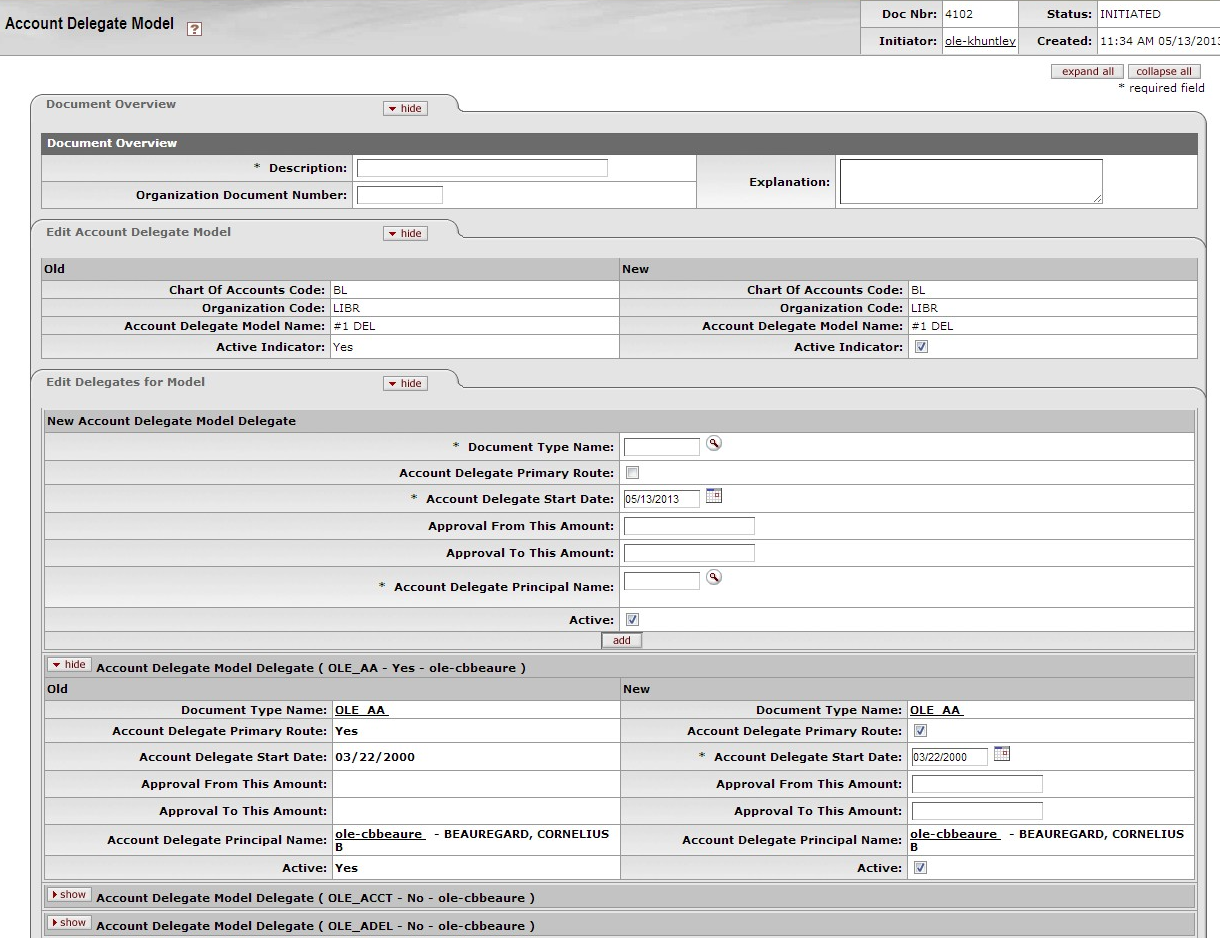 Account Delegate Model ?
Doc Nbr: 4102 Status: INITIATED
Initiator: ole-khuntley Created: 11:34 AM 05/13/2013
expand all collapse all
* required field
Document Overview hide
Document Overview
* Description: Explanation:
Organization Document Number:
Edit Account Delegate Model hide
Old New
Chart Of Accounts Code: BL Chart Of Accounts Code: BL
Organization Code: LIBR Organization Code: LIBR
Account Delegate Model Name: #1 DEL Account Delegate Model Name: #1 DEL
Active Indicator: Yes Active Indicator:
Edit Delegates for Model hide
New Account Delegate Model Delegate
* Document Type Name:
Account Delegate Primary Route:
* Account Delegate Start Date: 05/13/2013
Approval From This Amount:
Approval To This Amount:
* Account Delegate Principal Name:
Active:
add
hide Account Delegate Model Delegate ( OLE_AA - Yes - ole-cbbeaure )
Old New
Document Type Name: OLE_AA Document Type Name: OLE_AA
Account Delegate Primary Route: Yes Account Delegate Primary Route:
Account Delegate Start Date: 03/22/2000 * Account Delegate Start Date: 03/22/2000
Approval From This Amount: Approval From This Amount:
Approval To This Amount: Approval To This Amount:
Account Delegate Principal Name: ole-cbbeaure - BEAUREGARD, CORNELIUS B Account Delegate Principal Name: ole-cbbeaure - BEAUREGARD, CORNELIUS B
Active: Yes Active:
show Account Delegate Model Delegate ( OLE_ACCT - No - ole-cbbeaure )
show Account Delegate Model Delegate ( OLE_ADEL - No - ole-cbbeaure )